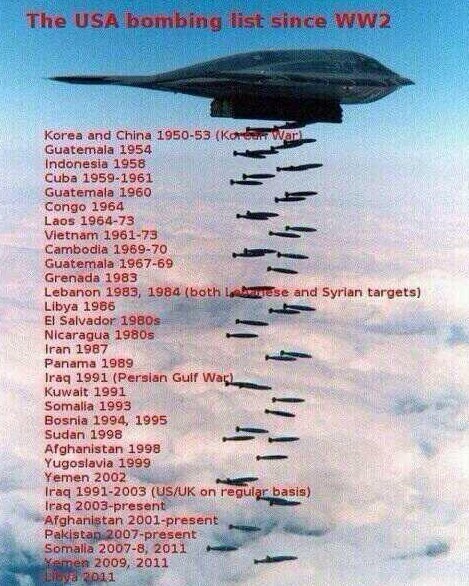 The USA bombing list since WW2
Korea and China 1950-53 (Korean War)
Guatemala 1954
Indonesia 1958
Cuba 1959-1961
Guatemala 1960
Congo 1964
Laos 1964-73
Vietnam 1961-73
Cambodia 1969-70
Guatemala 1967-69
Grenada 1983
Lebanon 1983, 1984 (both Lebanese and Syrian targets)
Libya 1986
El Salvador 1980s
Nicaragua 1980s
Iran 1987
Panama 1989
Iraq 1991 (Persian Gulf War)
Kuwait 1991
Somalia 1993
Bosnia 1994, 1995
Sudan 1998
Afghanistan 1998
Yugoslavia 1999
Yemen 2002
Iraq 1991-2003 (US/UK on regular basis)
Iraq 2003-present
Afghanistan 2001-present
Pakistan 2007-present
Somalia 2007-8, 2011
Yemen 2009, 2011
Libya 2011